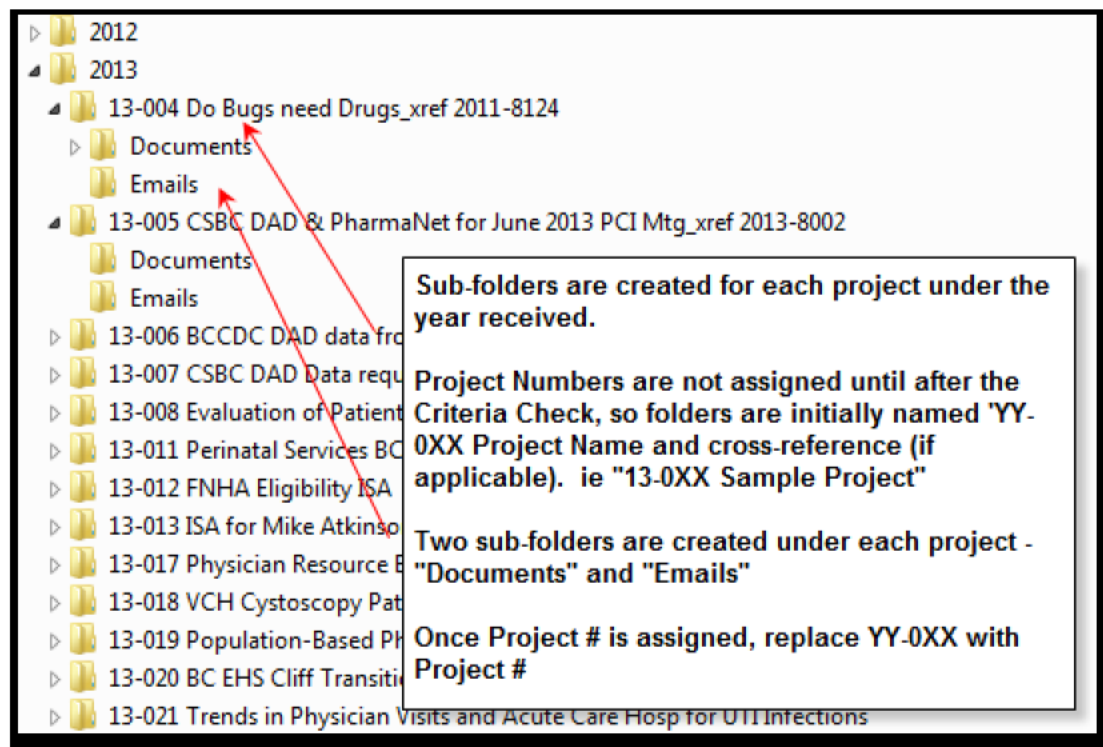 2012
2013
13-004 Do Bugs need Drugs_xref 2011-8124
Documents
Emails
13-005 CSBC DAD & PharmaNet for June 2013 PCI Mtg_xref 2013-8002
Documents
Emails
13-006 BCCDC DAD data
13-007 CSBC DAD Data
13-008 Evaluation of Patient
13-011 Perinatal Services BC
13-012 FNHA Eligibility ISA
13-013 ISA for Mike
13-017 Physician Resource
13-018 VCH Cystoscopy
13-019 Population-Based
13-020 BC EHS Cliff
13-021 Trends in Physician Visits and Acute Care Hosp for UTI Infections
Sub-folders are created for each project under the
year received.
Project Numbers are not assigned until after the
Criteria Check, so folders are initially named 'YY-
0XX Project Name and cross-reference (if
applicable).  ie "13-0XX Sample Project"
Two sub-folders are created under each project -
"Documents" and "Emails"
Once Project # is assigned, replace YY-0XX with
Project #